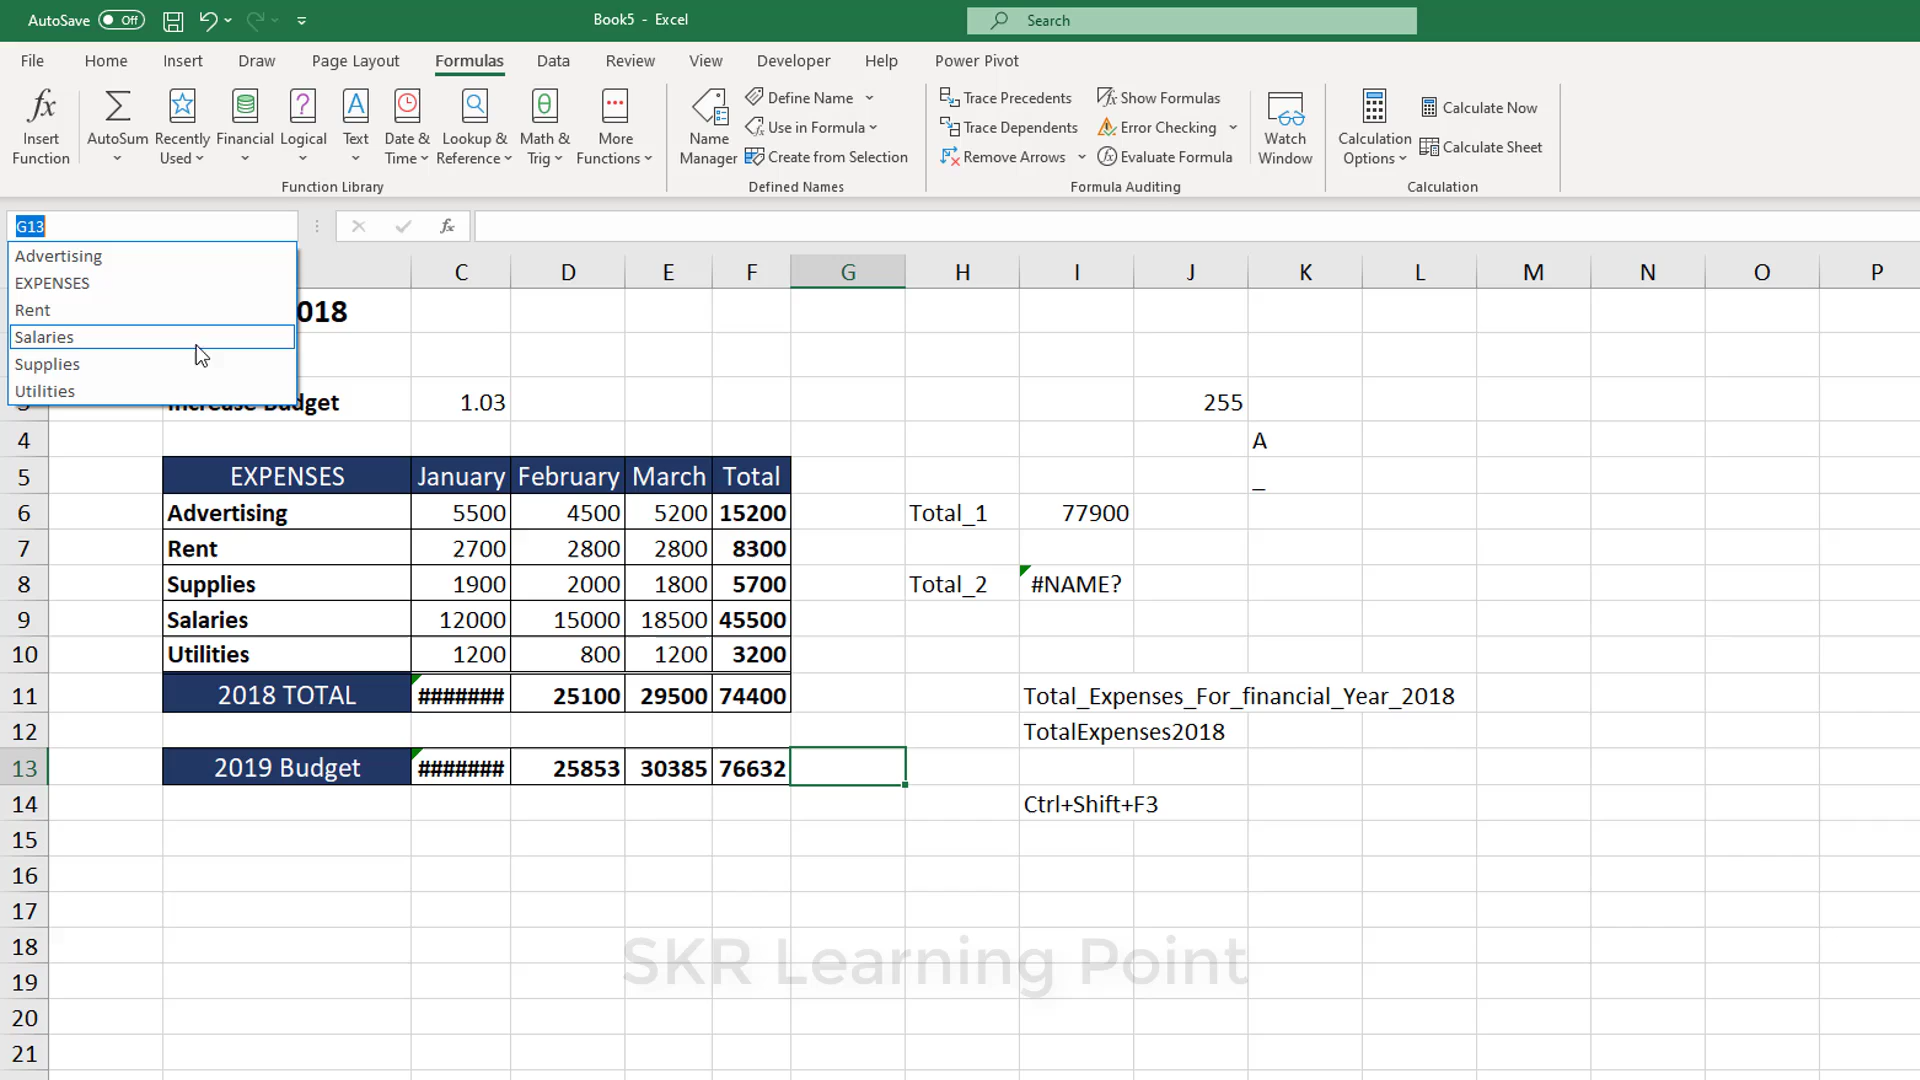 AutoSave Off
Book5 - Excel
Search
File Home Insert Draw Page Layout Formulas Data Review View Developer Help Power Pivot
fx Insert Function
AutoSum
Recently Used
Financial
Logical
Text
Date & Time
Lookup & Reference
Math & Trig
More Functions
Function Library
Name Manager
Define Name
Use in Formula
Create from Selection
Defined Names
Trace Precedents
Trace Dependents
Remove Arrows
Show Formulas
Error Checking
Evaluate Formula
Formula Auditing
Watch Window
Calculation Options
Calculate Now
Calculate Sheet
Calculation
G13
fx
Advertising
EXPENSES
Rent
Salaries
Supplies
Utilities
C D E F G H I J K L M N O P
018
Increase Budget 1.03 255
4 A
5 EXPENSES January February March Total _
6 Advertising 5500 4500 5200 15200 Total_1 77900
7 Rent 2700 2800 2800 8300
8 Supplies 1900 2000 1800 5700 Total_2 #NAME?
9 Salaries 12000 15000 18500 45500
10 Utilities 1200 800 1200 3200
11 2018 TOTAL ####### 25100 29500 74400 Total_Expenses_For_financial_Year_2018
12 TotalExpenses2018
13 2019 Budget ####### 25853 30385 76632
14 Ctrl+Shift+F3
15
16
17
18
SKR Learning Point
19
20
21